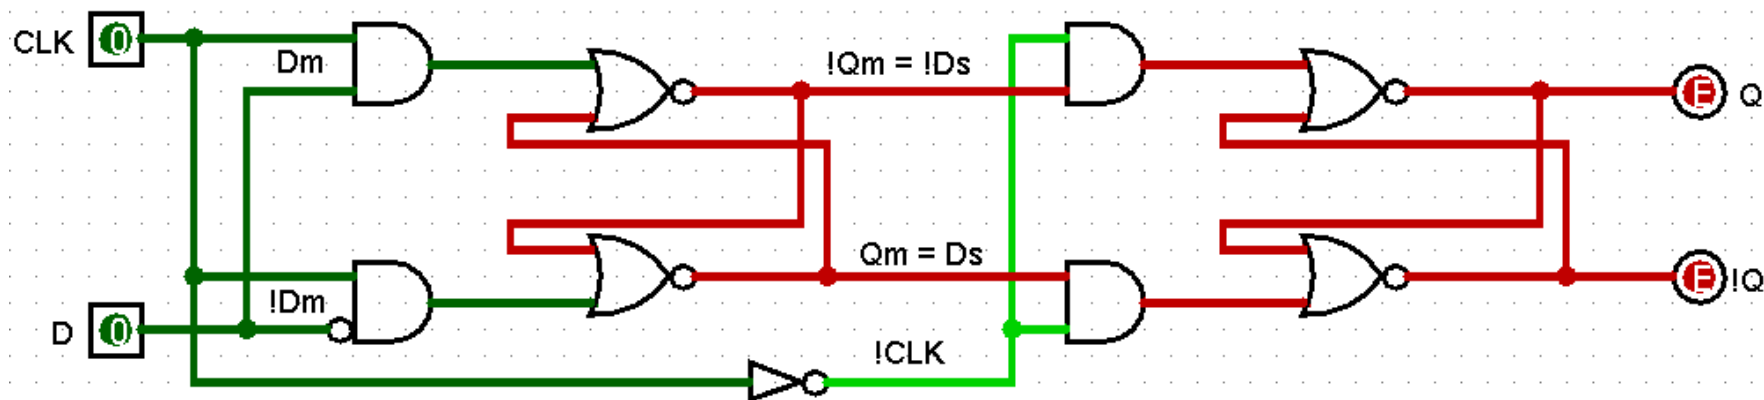 CLK 0
Dm
!Qm = !Ds
E Q
!Dm
Qm = Ds
E !Q
D 0
!CLK